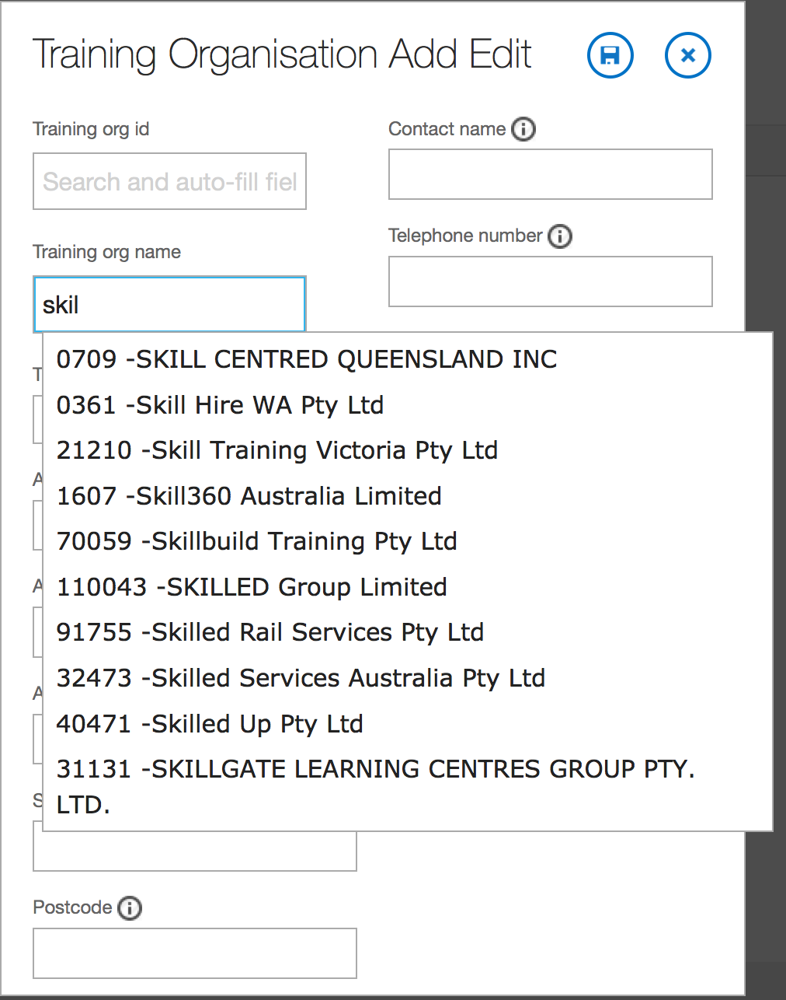 Training Organisation Add Edit
Training org id
Search and auto-fill fiel
Contact name
Telephone number
Training org name
skil
0709 -SKILL CENTRED QUEENSLAND INC
0361 -Skill Hire WA Pty Ltd
21210 -Skill Training Victoria Pty Ltd
1607 -Skill360 Australia Limited
70059 -Skillbuild Training Pty Ltd
110043 -SKILLED Group Limited
91755 -Skilled Rail Services Pty Ltd
32473 -Skilled Services Australia Pty Ltd
40471 -Skilled Up Pty Ltd
31131 -SKILLGATE LEARNING CENTRES GROUP PTY.
LTD.
Postcode